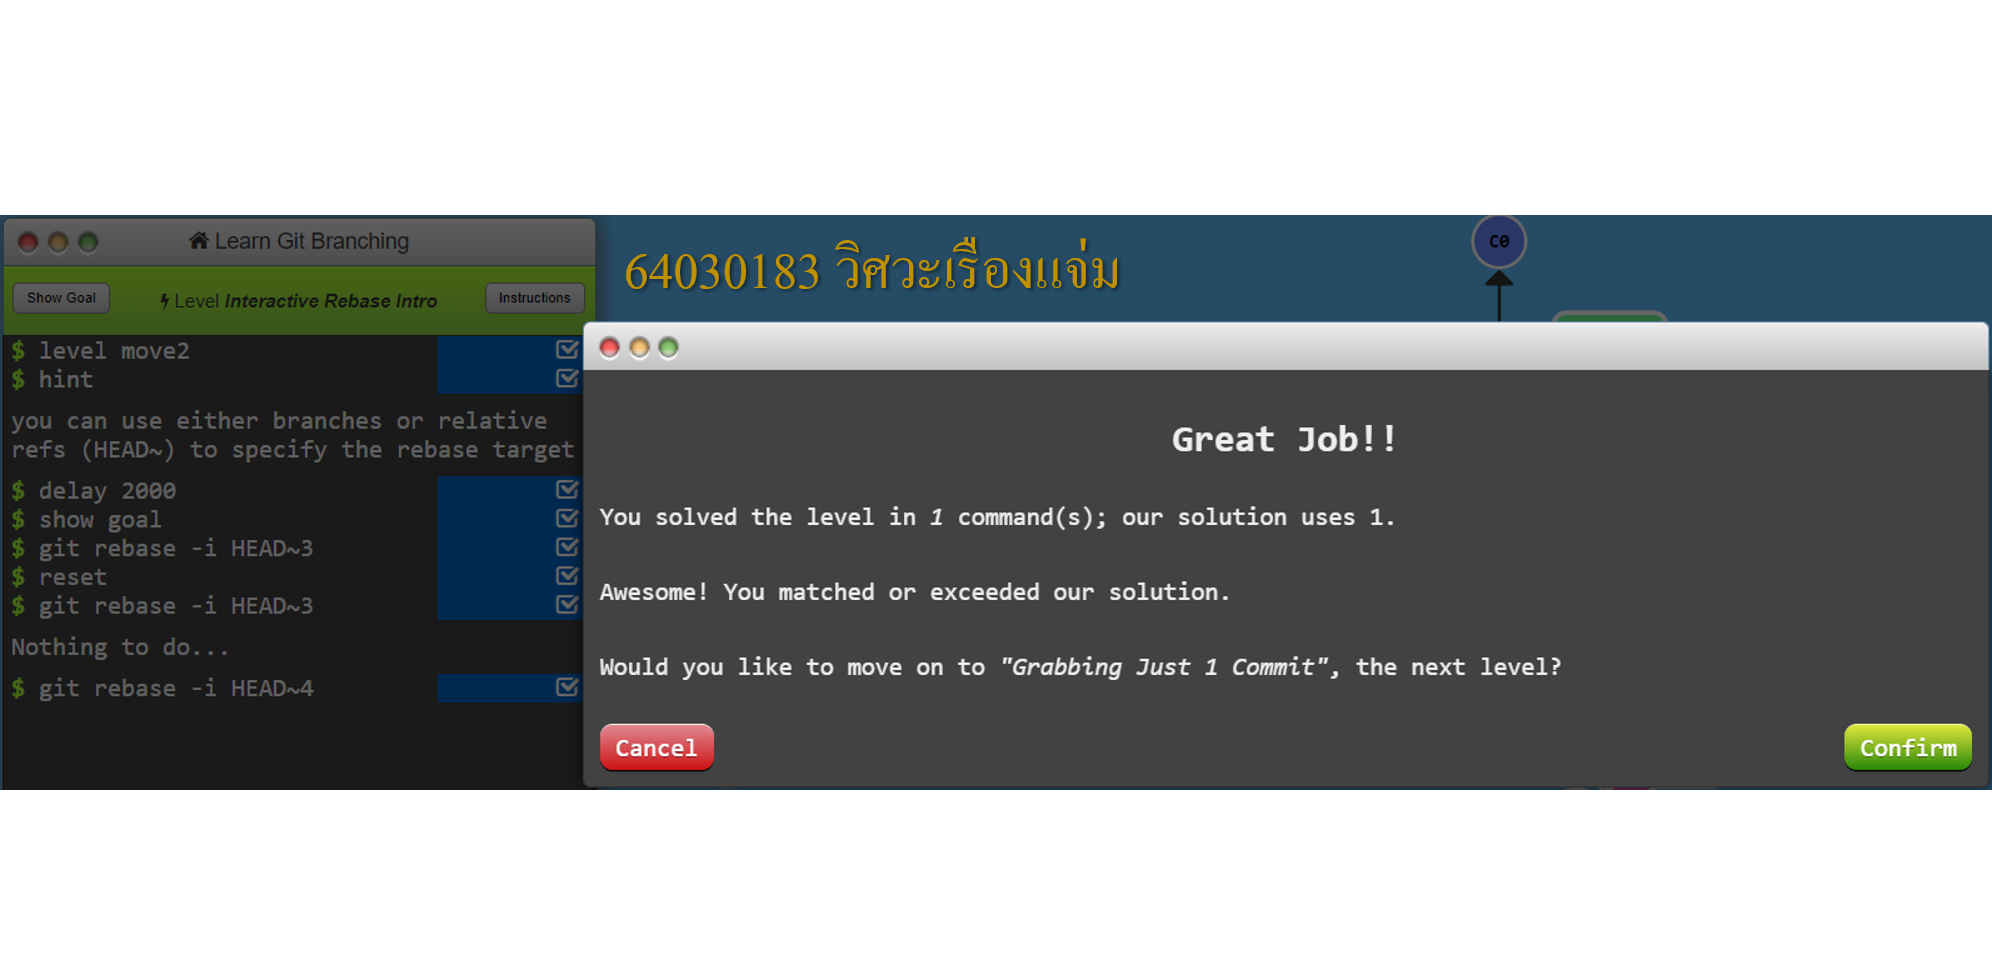 Learn Git Branching
64030183 วิศวะเรืองแจ่ม
C0
Show Goal
Level Interactive Rebase Intro
Instructions
$ level move2
$ hint
you can use either branches or relative
refs (HEAD~) to specify the rebase target
$ delay 2000
$ show goal
$ git rebase -i HEAD~3
$ reset
$ git rebase -i HEAD~3
Nothing to do...
$ git rebase -i HEAD~4
Great Job!!
You solved the level in 1 command(s); our solution uses 1.
Awesome! You matched or exceeded our solution.
Would you like to move on to "Grabbing Just 1 Commit", the next level?
Cancel
Confirm